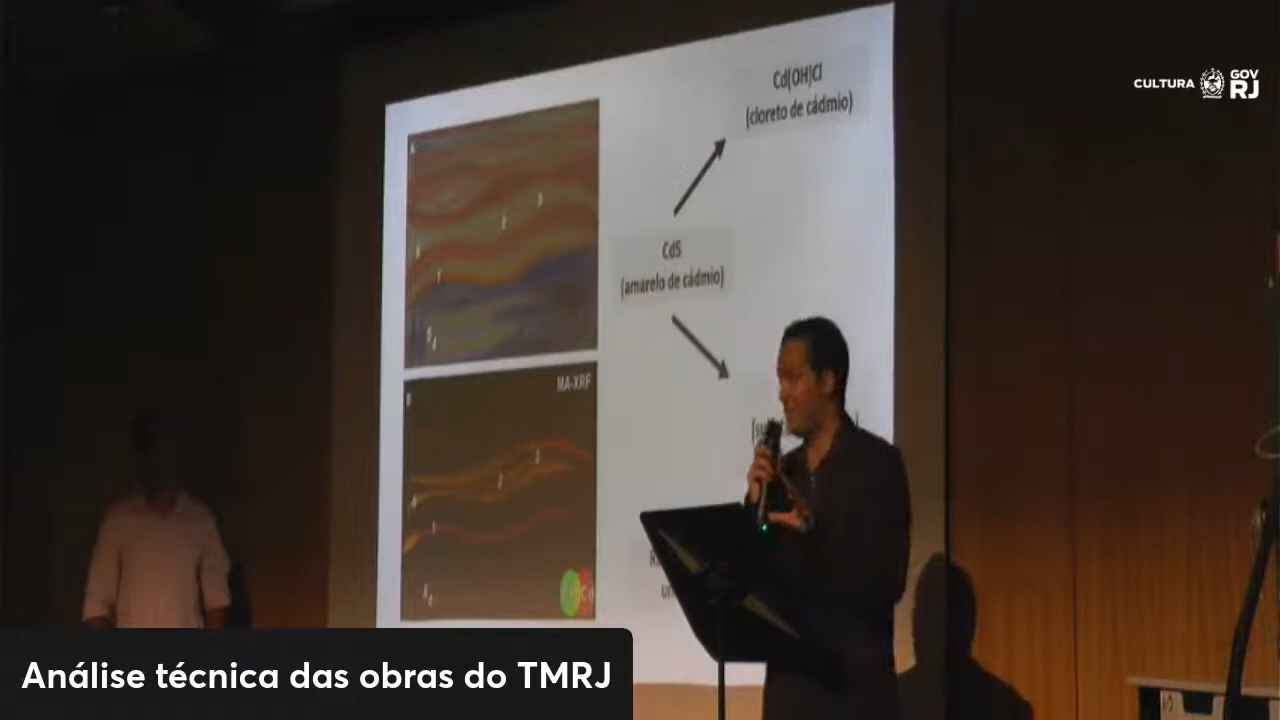 CULTURA
GOV
RJ
Cd(OH)Cl
(cloreto de cádmio)
CdS
(amarelo de cádmio)
MA-XRF
Análise técnica das obras do TMRJ